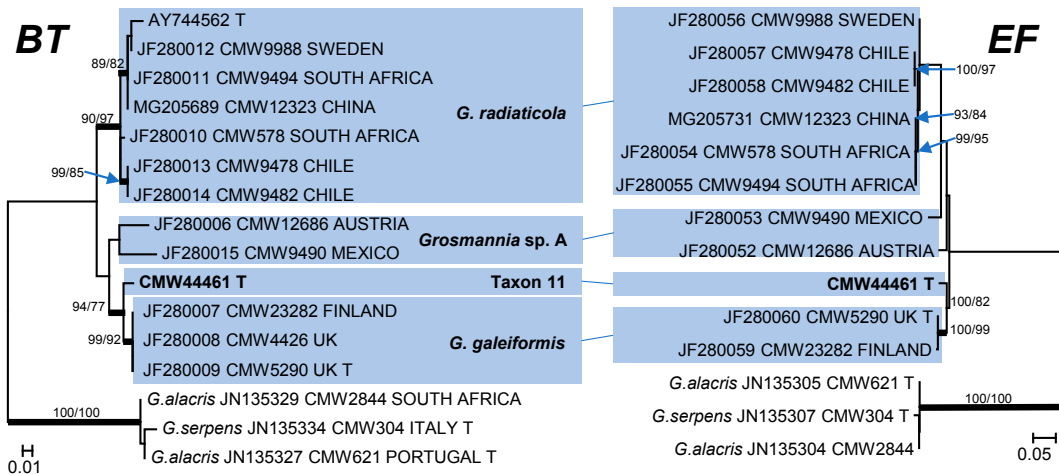 BT
AY744562 T
JF280012 CMW9988 SWEDEN
89/82
JF280011 CMW9494 SOUTH AFRICA
MG205689 CMW12323 CHINA
G. radiaticola
90/97
JF280010 CMW578 SOUTH AFRICA
JF280013 CMW9478 CHILE
99/85
JF280014 CMW9482 CHILE
JF280006 CMW12686 AUSTRIA
Grosmannia sp. A
JF280015 CMW9490 MEXICO
CMW44461 T
Taxon 11
94/77
JF280007 CMW23282 FINLAND
99/92
JF280008 CMW4426 UK
G. galeiformis
JF280009 CMW5290 UK T
G.alacris JN135329 CMW2844 SOUTH AFRICA
100/100
G.serpens JN135334 CMW304 ITALY T
G.alacris JN135327 CMW621 PORTUGAL T
0.01
EF
JF280056 CMW9988 SWEDEN
JF280057 CMW9478 CHILE
100/97
JF280058 CMW9482 CHILE
93/84
MG205731 CMW12323 CHINA
99/95
JF280054 CMW578 SOUTH AFRICA
JF280055 CMW9494 SOUTH AFRICA
JF280053 CMW9490 MEXICO
JF280052 CMW12686 AUSTRIA
CMW44461 T
100/82
JF280060 CMW5290 UK T
100/99
JF280059 CMW23282 FINLAND
G.alacris JN135305 CMW621 T
100/100
G.serpens JN135307 CMW304 T
G.alacris JN135304 CMW2844
0.05